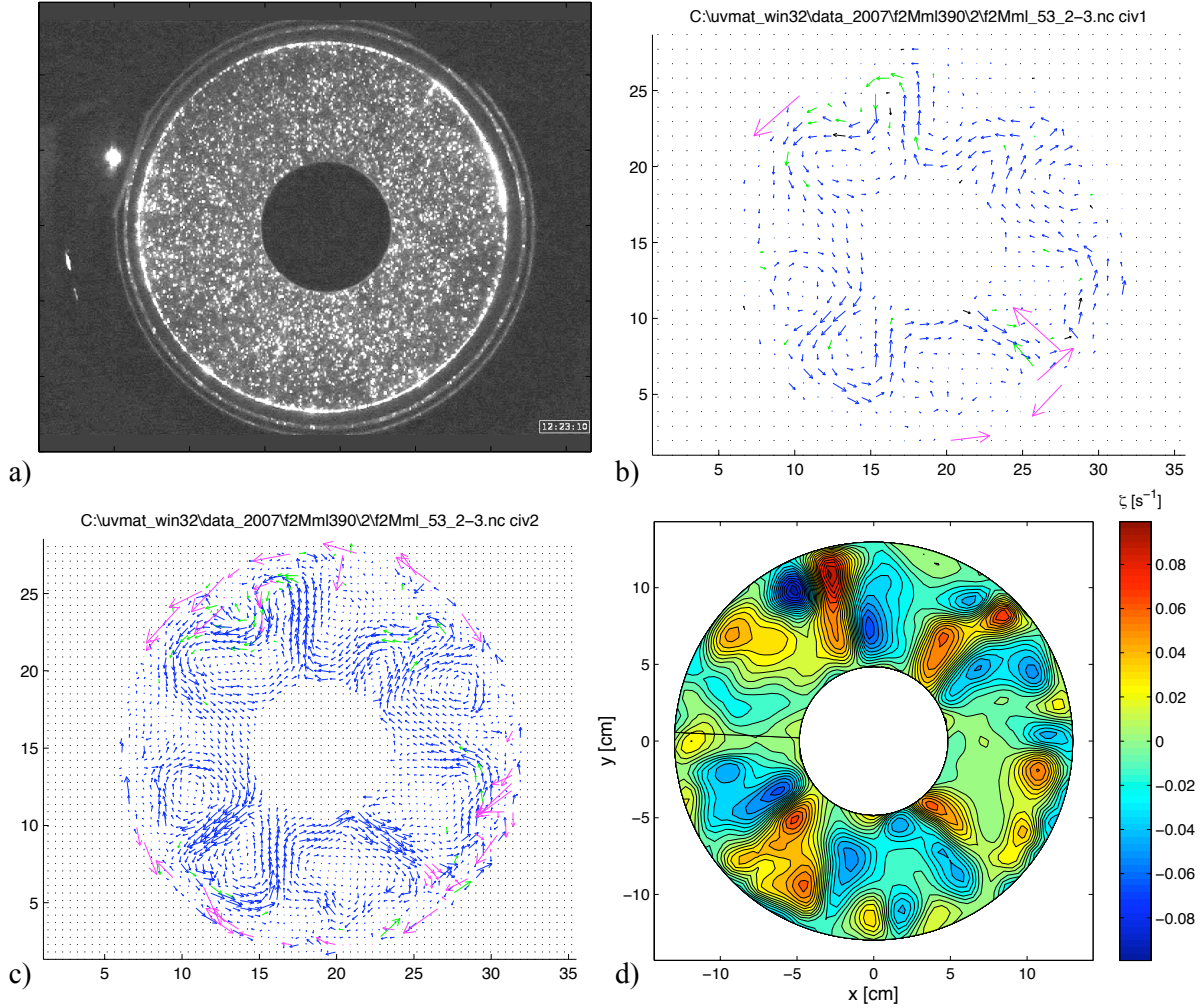 C:\uvmat_win32\data_2007\f2Mml390\2\f2Mml_53_2-3.nc civ1
25
20
15
10
5
5 10 15 20 25 30 35
12:23:10
a)
b)
C:\uvmat_win32\data_2007\f2Mml390\2\f2Mml_53_2-3.nc civ2
25
20
15
10
5
5 10 15 20 25 30 35
c)
ζ [s⁻¹]
0.08
0.06
0.04
0.02
0
−0.02
−0.04
−0.06
−0.08
y [cm]
10
5
0
−5
−10
−10 −5 0 5 10
x [cm]
d)